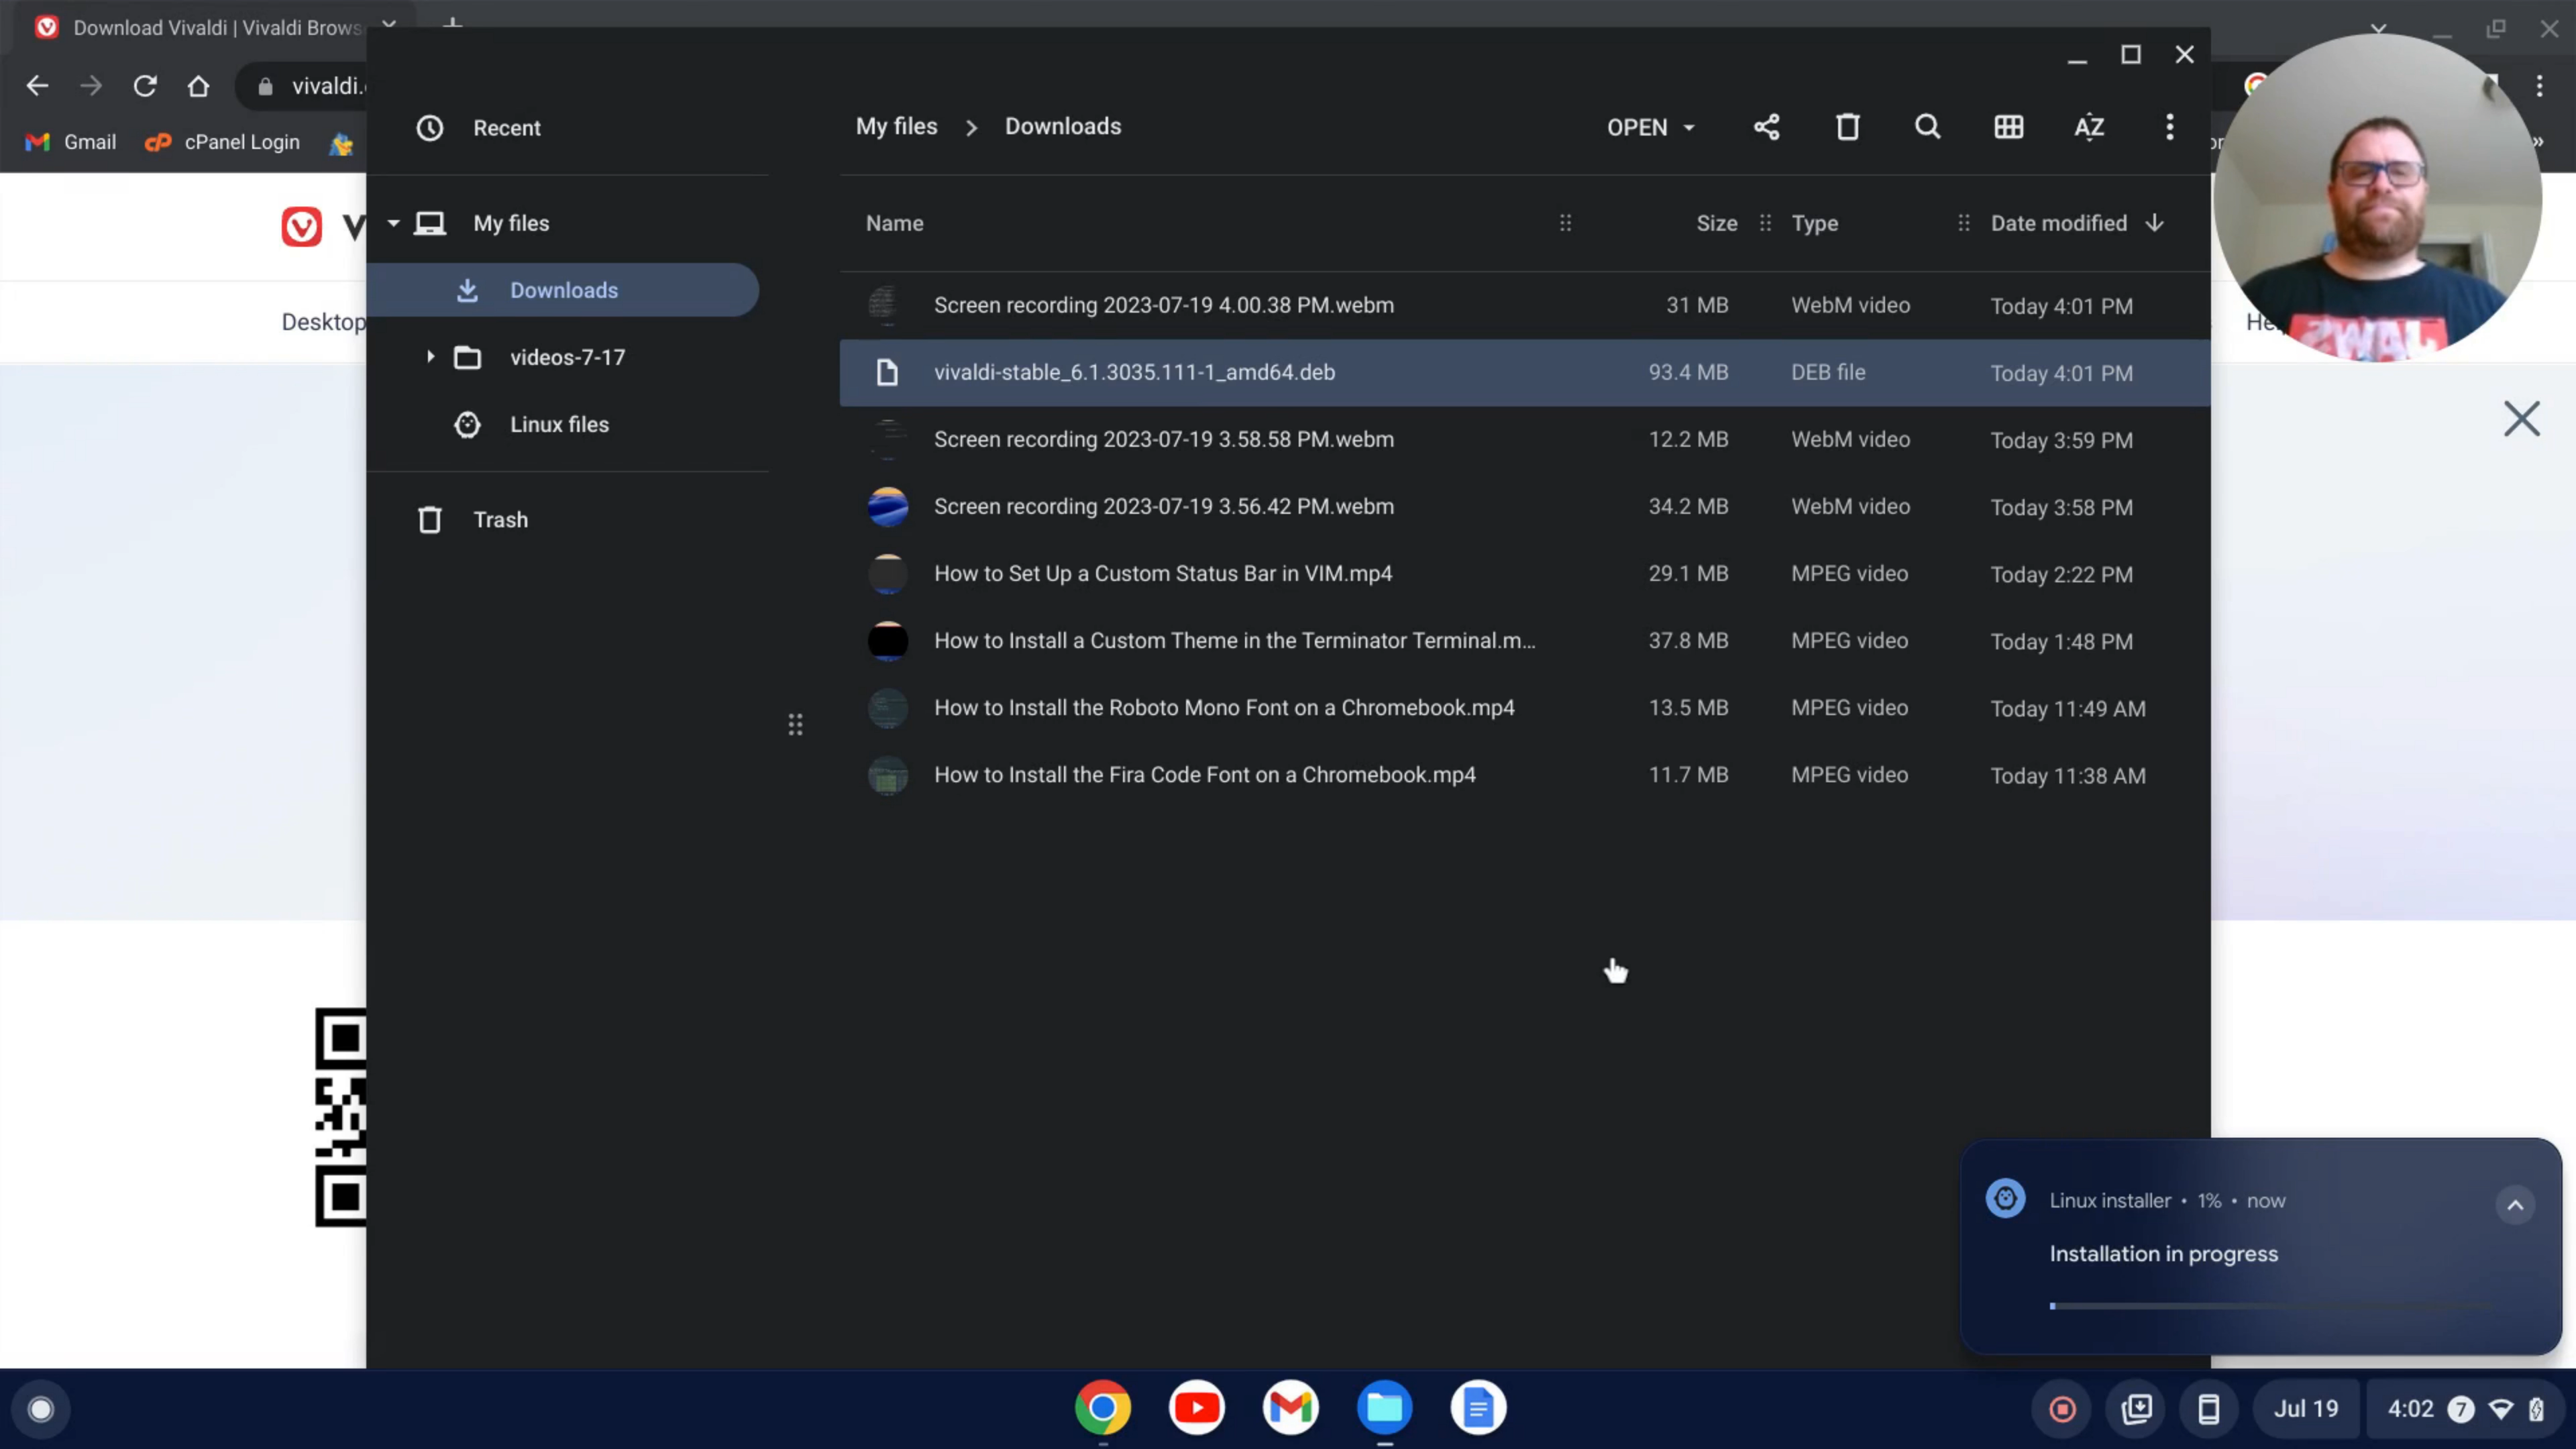 Download Vivaldi | Vivaldi Brows
vivaldi.
Gmail
cPanel Login
V
Desktop
He
Recent
My files
Downloads
videos-7-17
Linux files
Trash
My files > Downloads
OPEN
AZ
Name Size Type Date modified
Screen recording 2023-07-19 4.00.38 PM.webm 31 MB WebM video Today 4:01 PM
vivaldi-stable_6.1.3035.111-1_amd64.deb 93.4 MB DEB file Today 4:01 PM
Screen recording 2023-07-19 3.58.58 PM.webm 12.2 MB WebM video Today 3:59 PM
Screen recording 2023-07-19 3.56.42 PM.webm 34.2 MB WebM video Today 3:58 PM
How to Set Up a Custom Status Bar in VIM.mp4 29.1 MB MPEG video Today 2:22 PM
How to Install a Custom Theme in the Terminator Terminal.m... 37.8 MB MPEG video Today 1:48 PM
How to Install the Roboto Mono Font on a Chromebook.mp4 13.5 MB MPEG video Today 11:49 AM
How to Install the Fira Code Font on a Chromebook.mp4 11.7 MB MPEG video Today 11:38 AM
Linux installer • 1% • now
Installation in progress
Jul 19
4:02
7